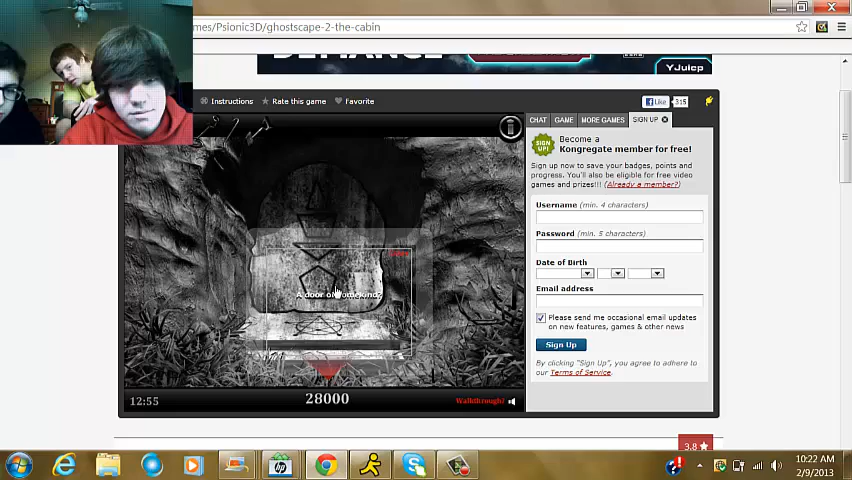 mes/Psionic3D/ghostscape-2-the-cabin
YJuiep
Instructions
Rate this game
Favorite
Like
315
CHAT
GAME
MORE GAMES
SIGN UP
SIGN UP!
Become a
Kongregate member for free!
Sign up now to save your badges, points and
progress. You'll also be eligible for free video
games and prizes!!! (Already a member?)
Username (min. 4 characters)
Password (min. 5 characters)
Date of Birth
Email address
Please send me occasional email updates
on new features, games & other news
Sign Up
By clicking "Sign Up", you agree to adhere to
our Terms of Service.
A door of some kind?
12:55
28000
Walkthrough!
3.8
10:22 AM
2/9/2013